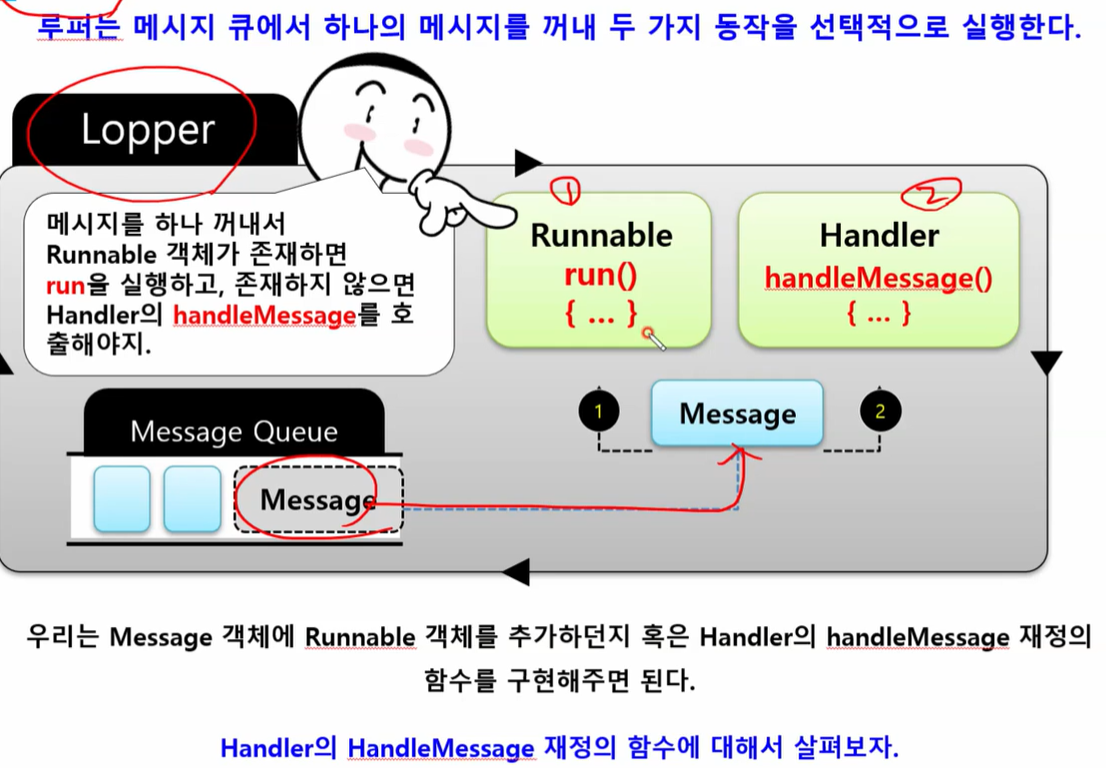 루퍼는 메시지 큐에서 하나의 메시지를 꺼내 두 가지 동작을 선택적으로 실행한다.
Lopper
메시지를 하나 꺼내서
Runnable 객체가 존재하면
run을 실행하고, 존재하지 않으면
Handler의 handleMessage를 호
출해야지.
1
Runnable
run()
{ ... }
2
Handler
handleMessage()
{ ... }
1
Message
2
Message Queue
Message
우리는 Message 객체에 Runnable 객체를 추가하던지 혹은 Handler의 handleMessage 재정의
함수를 구현해주면 된다.
Handler의 HandleMessage 재정의 함수에 대해서 살펴보자.